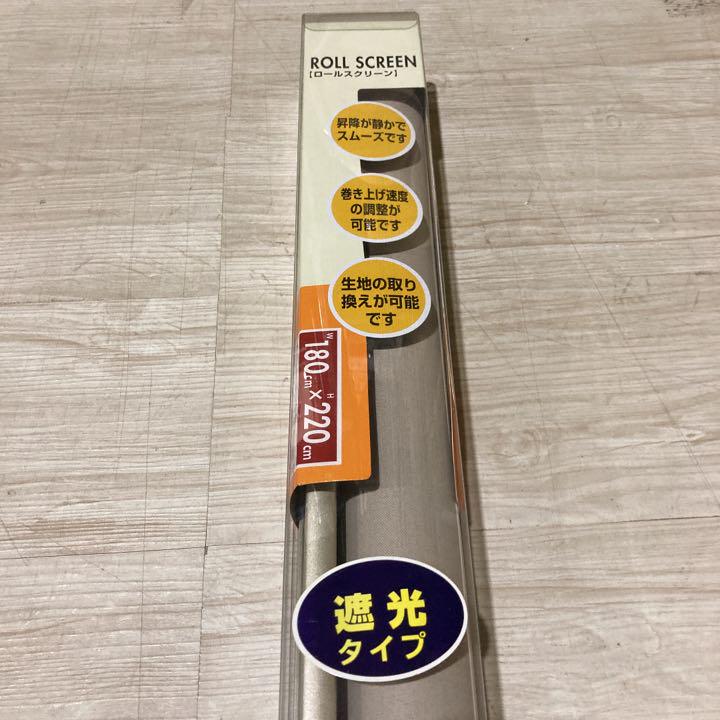 ROLL SCREEN
【ロールスクリーン】
昇降が静かで
スムーズです
巻き上げ速度
の調整が
可能です
生地の取り
換えが可能
です
W180cm×H220cm
遮光
タイプ